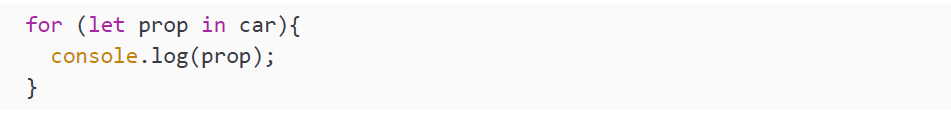 for (let prop in car){
  console.log(prop);
}